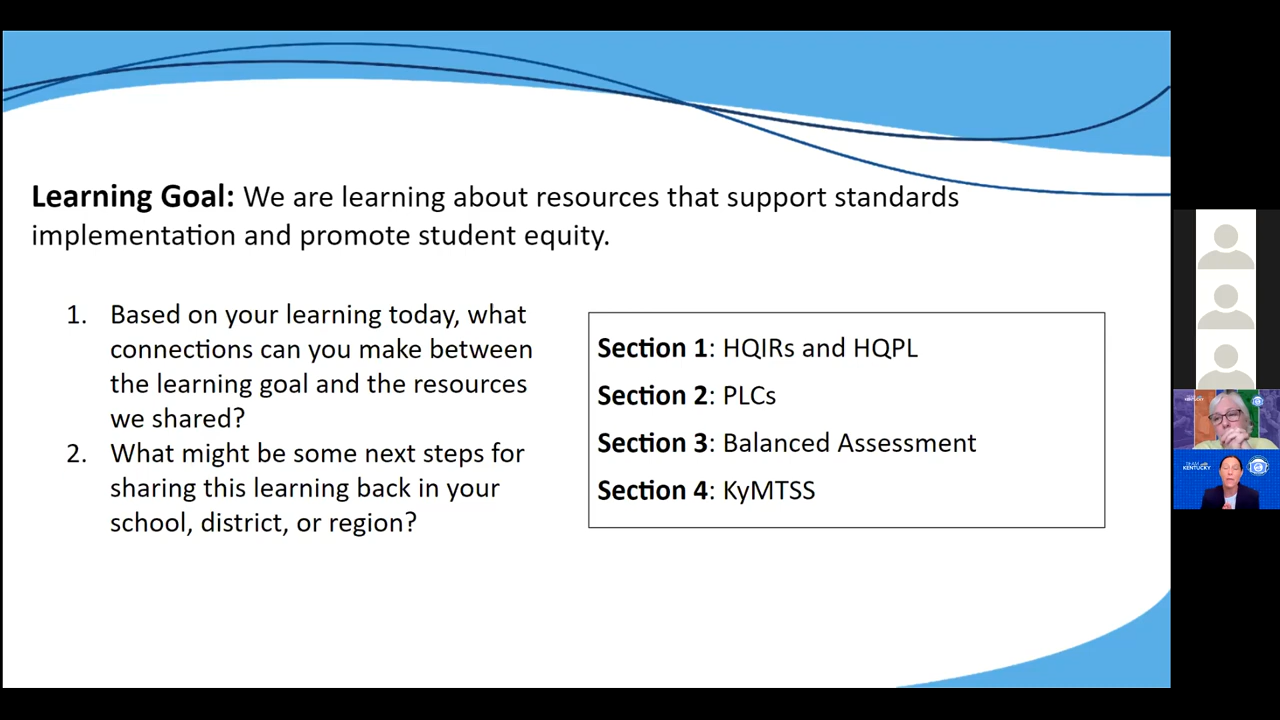 Learning Goal: We are learning about resources that support standards
implementation and promote student equity.
1. Based on your learning today, what
connections can you make between
the learning goal and the resources
we shared?
2. What might be some next steps for
sharing this learning back in your
school, district, or region?
Section 1: HQIRs and HQPL
Section 2: PLCs
Section 3: Balanced Assessment
Section 4: KyMTSS
KENTUCKY
TEAM
KENTUCKY